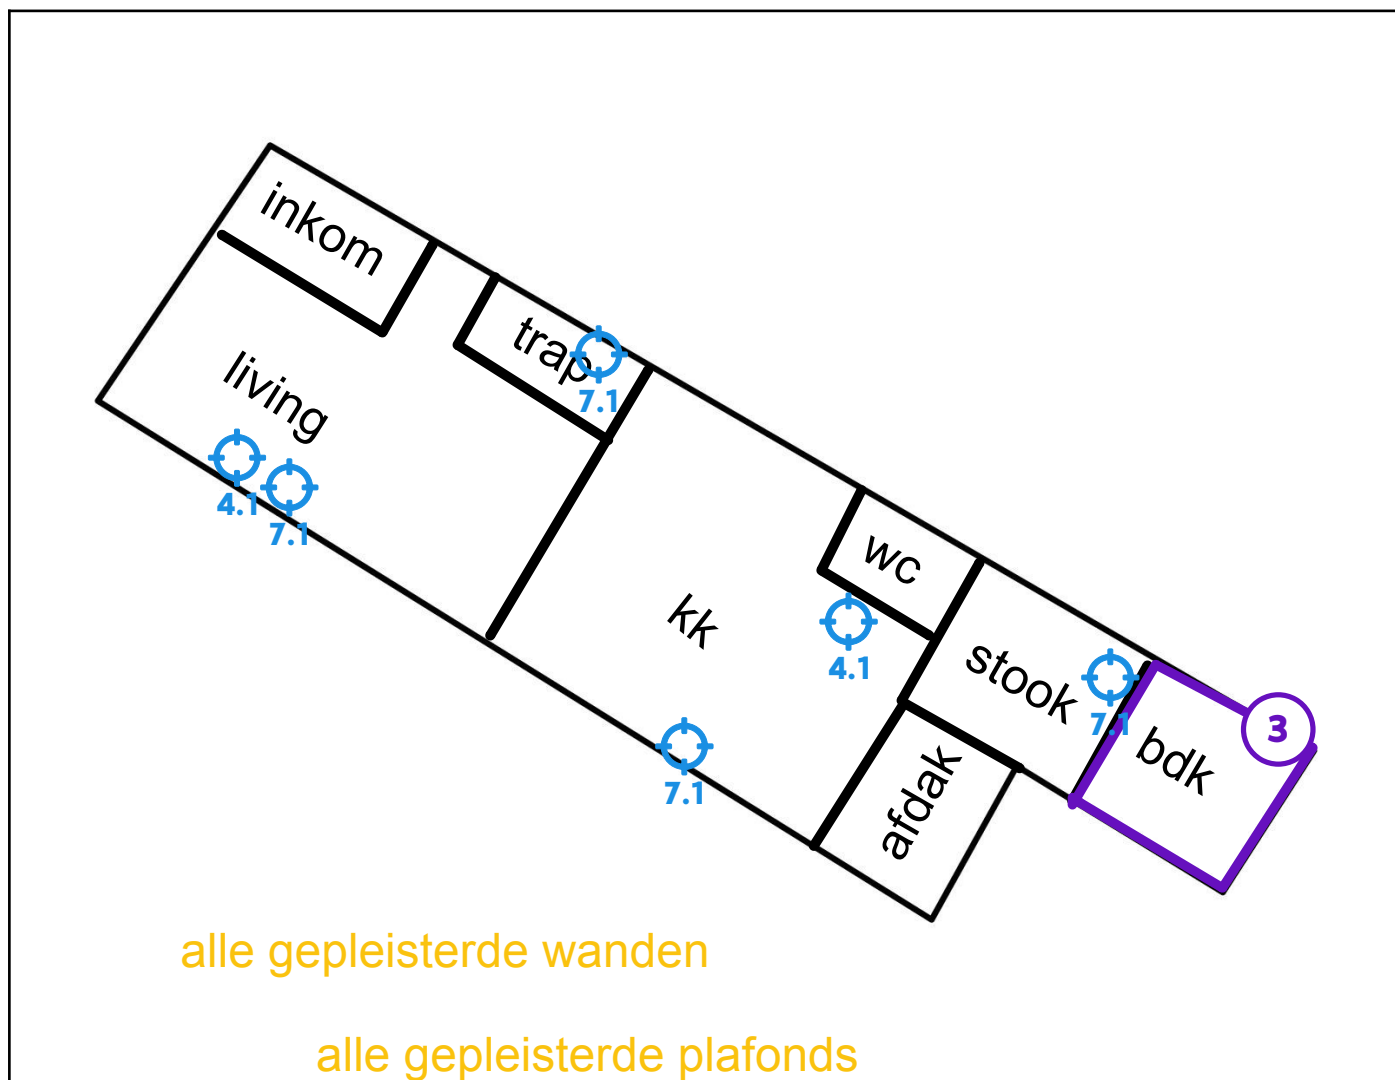 inkom
trap
7.1
living
4.1
7.1
wc
kk
4.1
stook
7.1
3
bdk
7.1
afdak
alle gepleisterde wanden
alle gepleisterde plafonds